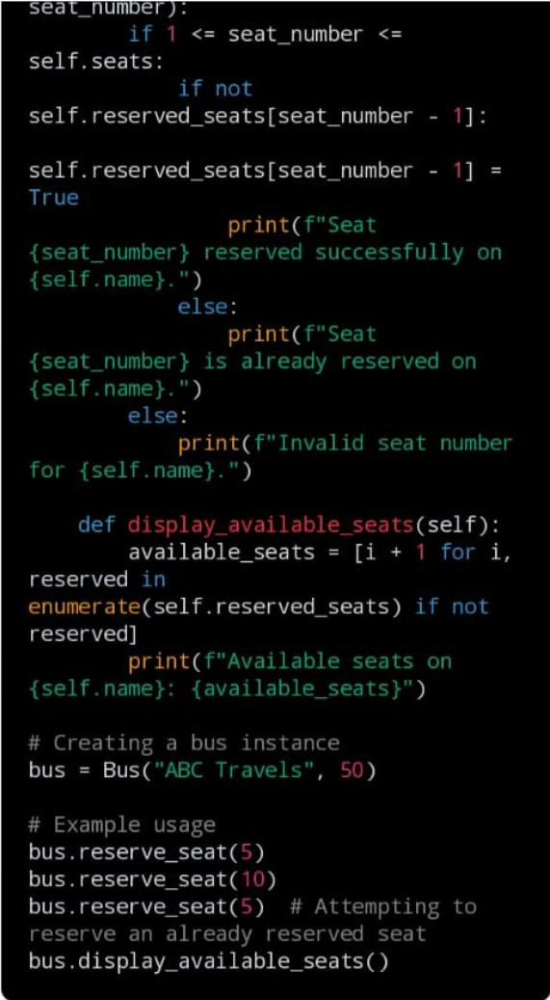 seat_number):
        if 1 <= seat_number <=
self.seats:
            if not
self.reserved_seats[seat_number - 1]:

self.reserved_seats[seat_number - 1] =
True
                print(f"Seat
{seat_number} reserved successfully on
{self.name}.")
            else:
                print(f"Seat
{seat_number} is already reserved on
{self.name}.")
        else:
            print(f"Invalid seat number
for {self.name}.")

    def display_available_seats(self):
        available_seats = [i + 1 for i,
reserved in
enumerate(self.reserved_seats) if not
reserved]
        print(f"Available seats on
{self.name}: {available_seats}")

# Creating a bus instance
bus = Bus("ABC Travels", 50)

# Example usage
bus.reserve_seat(5)
bus.reserve_seat(10)
bus.reserve_seat(5)  # Attempting to
reserve an already reserved seat
bus.display_available_seats()